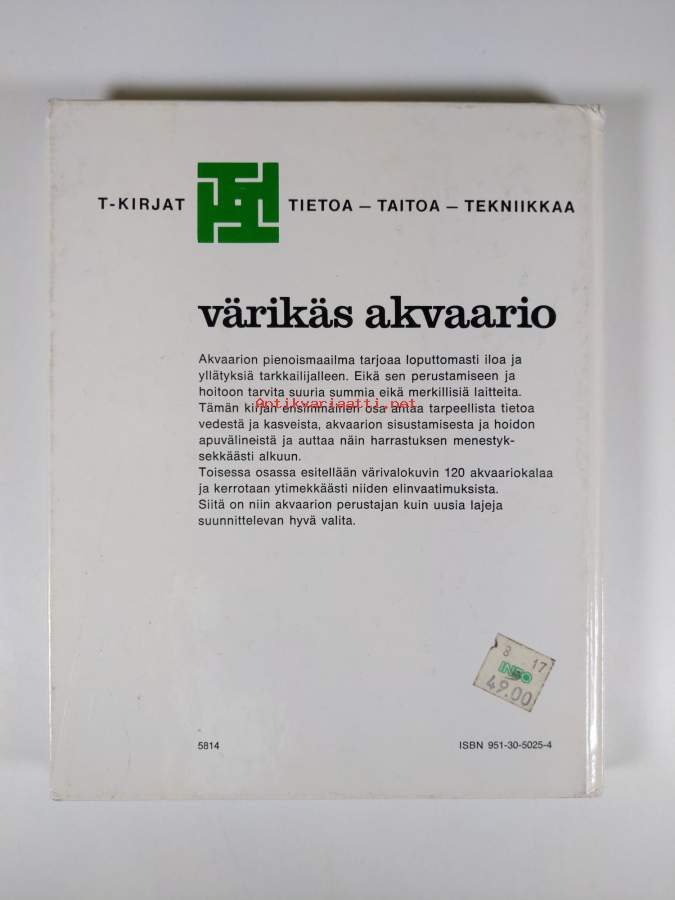 T-KIRJAT TIETOA – TAITOA – TEKNIIKKAA
värikäs akvaario
Akvaarion pienoismaailma tarjoaa loputtomasti iloa ja
yllätyksiä tarkkailijalleen. Eikä sen perustamiseen ja
hoitoon tarvita suuria summia eikä merkillisiä laitteita.
Antikvariaatti.net
Tämän kirjan ensimmäinen osa antaa tarpeellista tietoa
vedestä ja kasveista, akvaarion sisustamisesta ja hoidon
apuvälineistä ja auttaa näin harrastuksen menestyk-
sekkäästi alkuun.
Toisessa osassa esitellään värivalokuvin 120 akvaariokalaa
ja kerrotaan ytimekkäästi niiden elinvaatimuksista.
Siitä on niin akvaarion perustajan kuin uusia lajeja
suunnittelevan hyvä valita.
8 17
INFO
49.00
5814 ISBN 951-30-5025-4